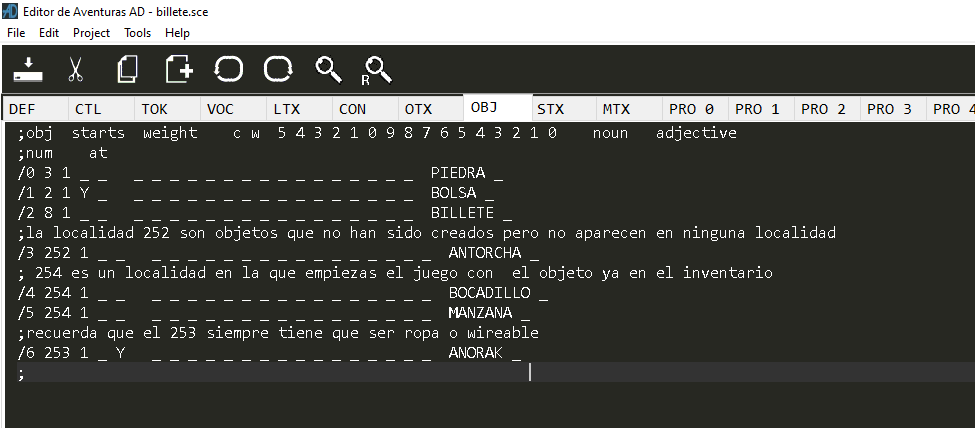 Editor de Aventuras AD - billete.sce
File Edit Project Tools Help
R
DEF CTL TOK VOC LTX CON OTX OBJ STX MTX PRO 0 PRO 1 PRO 2 PRO 3 PRO 4
;obj starts weight c w 5 4 3 2 1 0 9 8 7 6 5 4 3 2 1 0 noun adjective
;num at
/0 3 1 _ _ _ _ _ _ _ _ _ _ _ _ _ _ _ _ _ _ PIEDRA _
/1 2 1 Y _ _ _ _ _ _ _ _ _ _ _ _ _ _ _ _ _ BOLSA _
/2 8 1 _ _ _ _ _ _ _ _ _ _ _ _ _ _ _ _ _ _ BILLETE _
;la localidad 252 son objetos que no han sido creados pero no aparecen en ninguna localidad
/3 252 1 _ _ _ _ _ _ _ _ _ _ _ _ _ _ _ _ _ _ ANTORCHA _
; 254 es un localidad en la que empiezas el juego con el objeto ya en el inventario
/4 254 1 _ _ _ _ _ _ _ _ _ _ _ _ _ _ _ _ _ _ BOCADILLO _
/5 254 1 _ _ _ _ _ _ _ _ _ _ _ _ _ _ _ _ _ _ MANZANA _
;recuerda que el 253 siempre tiene que ser ropa o wireable
/6 253 1 _ Y _ _ _ _ _ _ _ _ _ _ _ _ _ _ _ _ ANORAK _
;